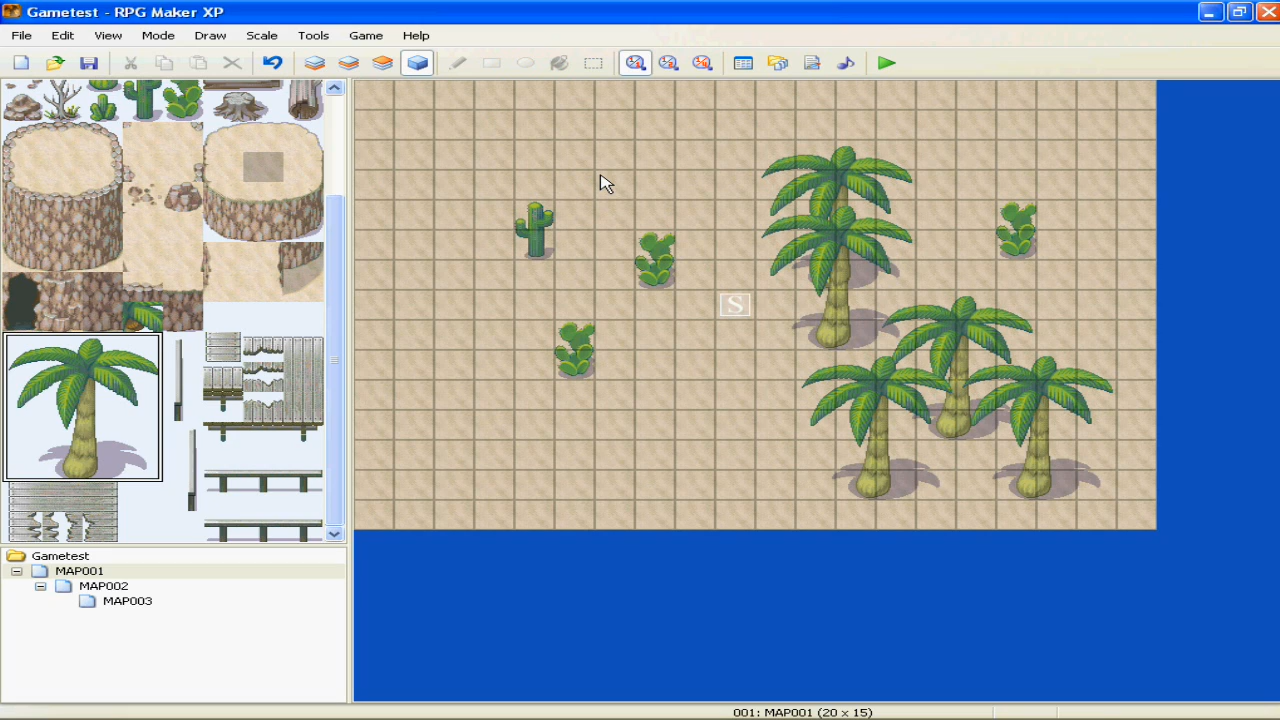 Gametest - RPG Maker XP
File Edit View Mode Draw Scale Tools Game Help
S
Gametest
MAP001
MAP002
MAP003
001: MAP001 (20 x 15)